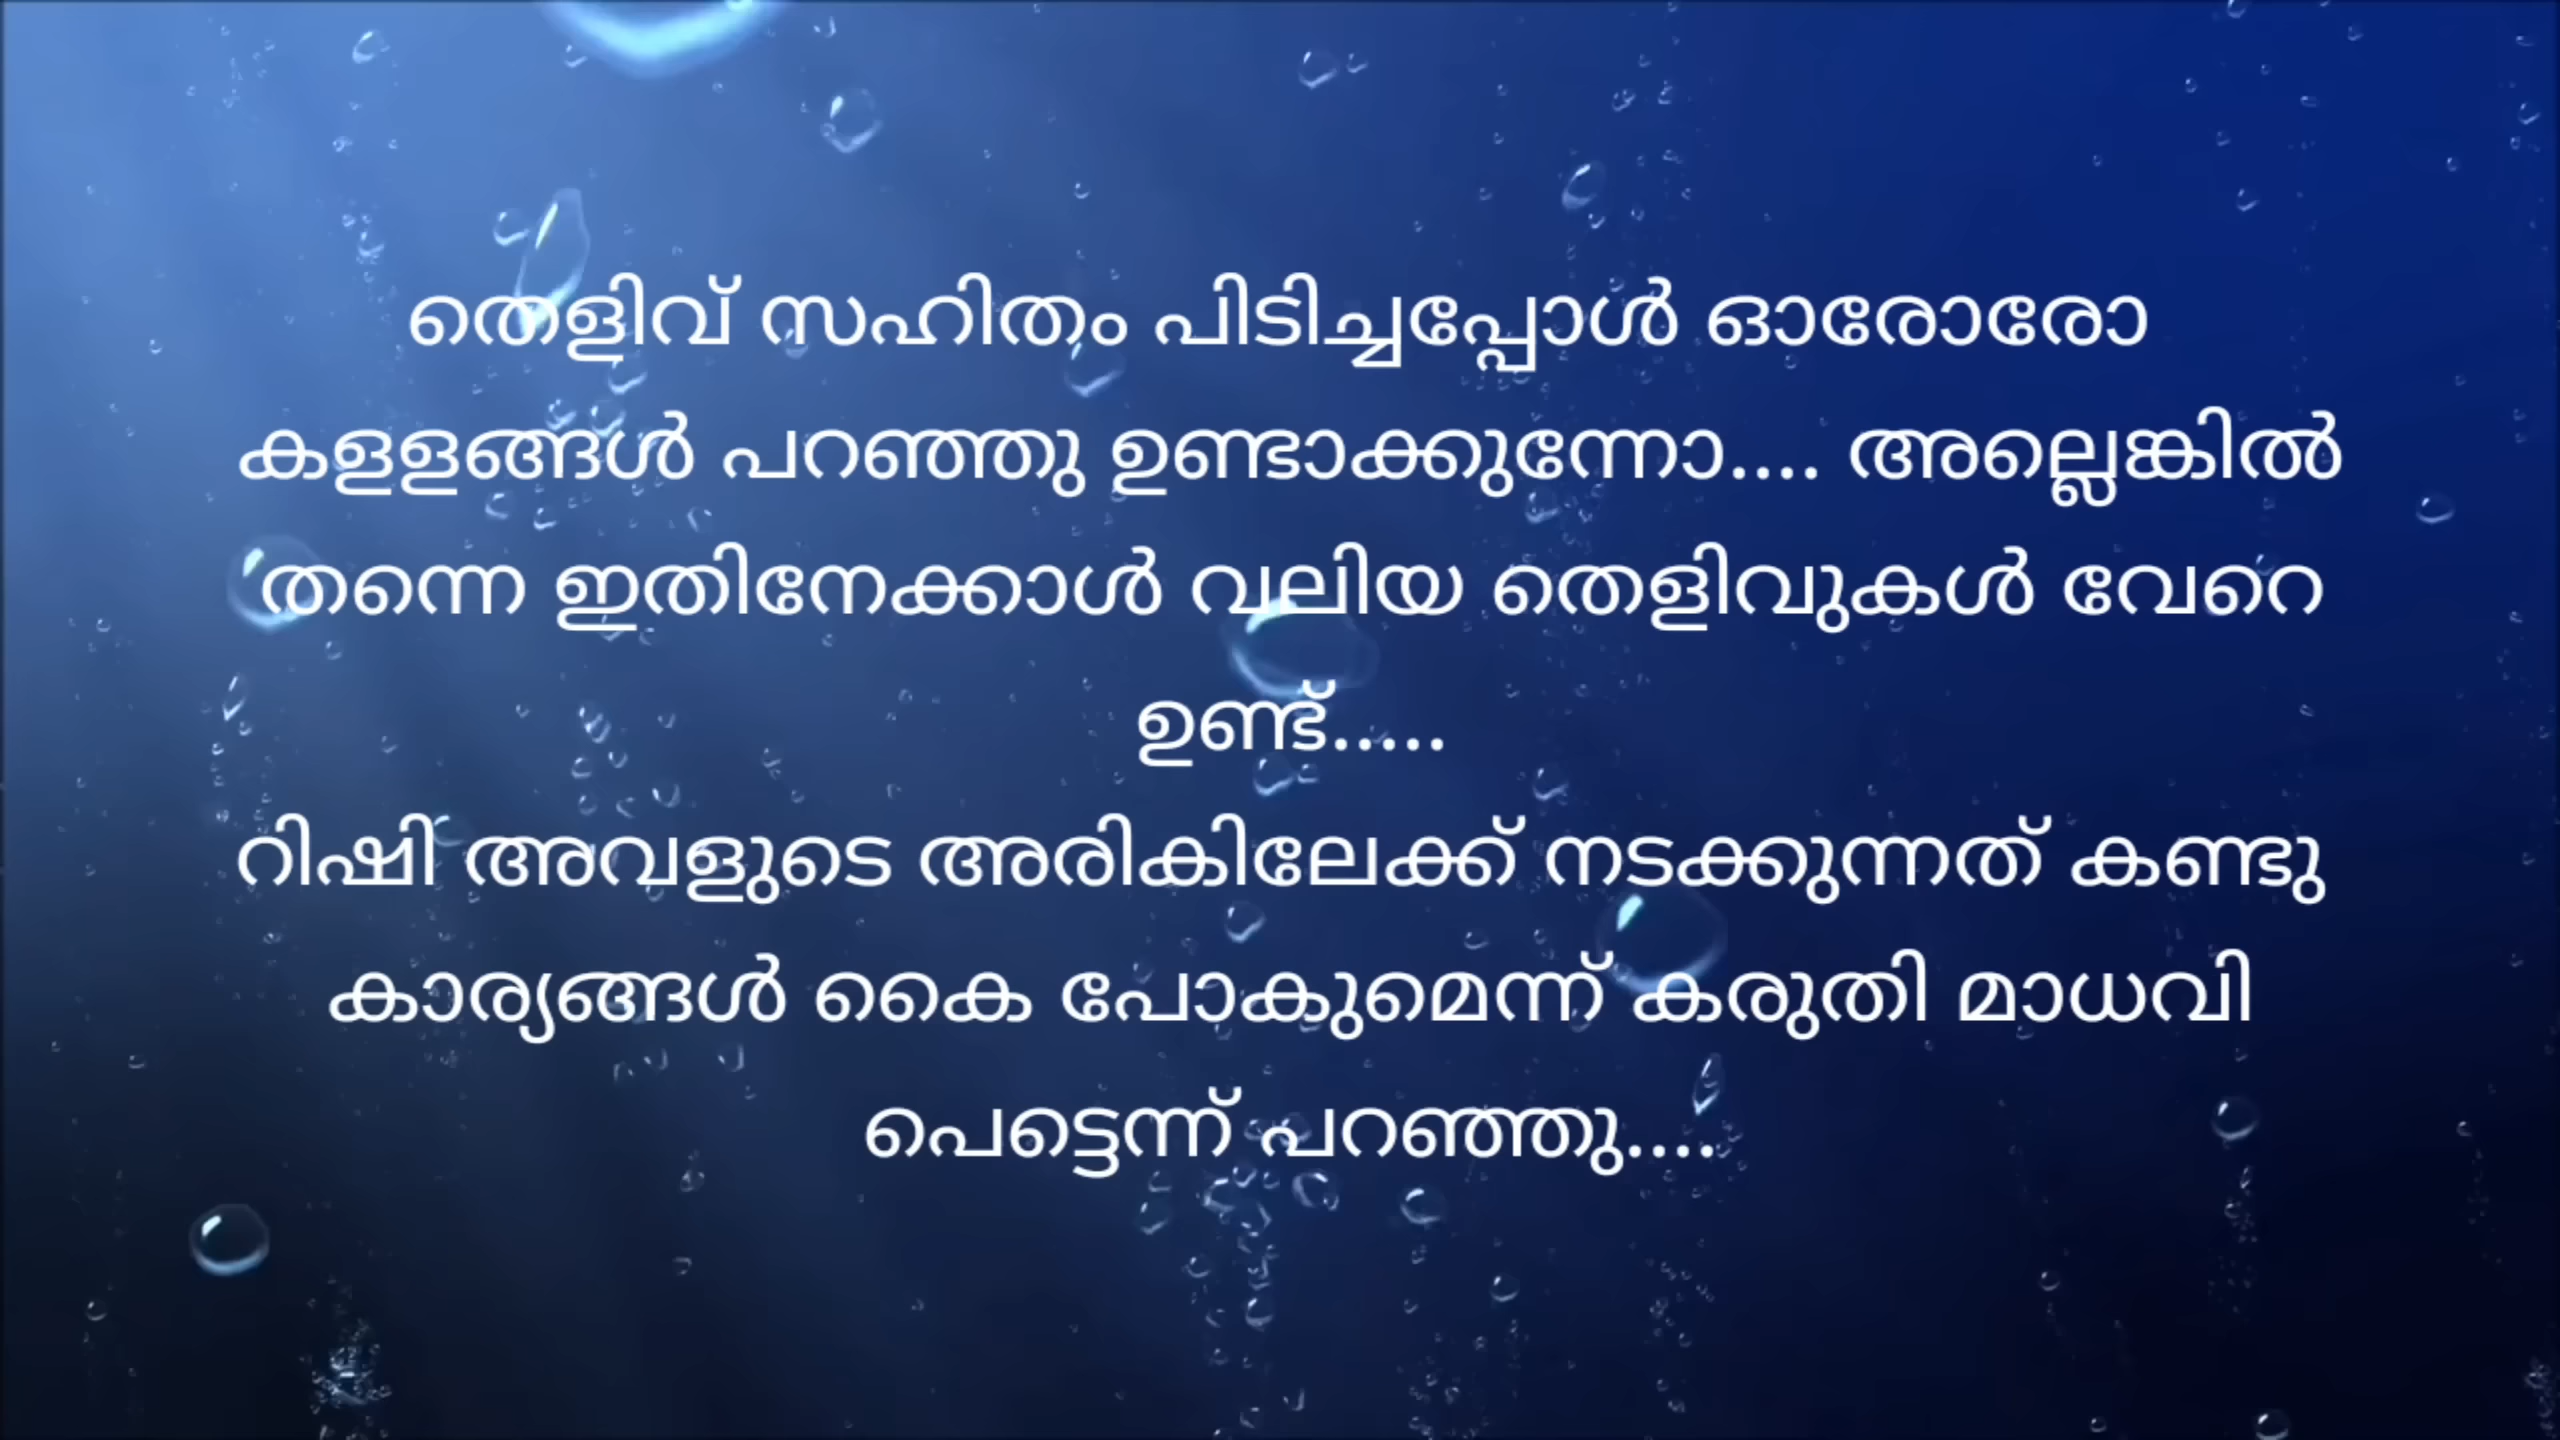 തെളിവ് സഹിതം പിടിച്ചപ്പോൾ ഓരോരോ
കളളങ്ങൾ പറഞ്ഞു ഉണ്ടാക്കുന്നോ.... അല്ലെങ്കിൽ
തന്നെ ഇതിനേക്കാൾ വലിയ തെളിവുകൾ വേറെ
ഉണ്ട്.....
റിഷി അവളുടെ അരികിലേക്ക് നടക്കുന്നത് കണ്ടു
കാര്യങ്ങൾ കൈ പോകുമെന്ന് കരുതി മാധവി
പെട്ടെന്ന് പറഞ്ഞു....